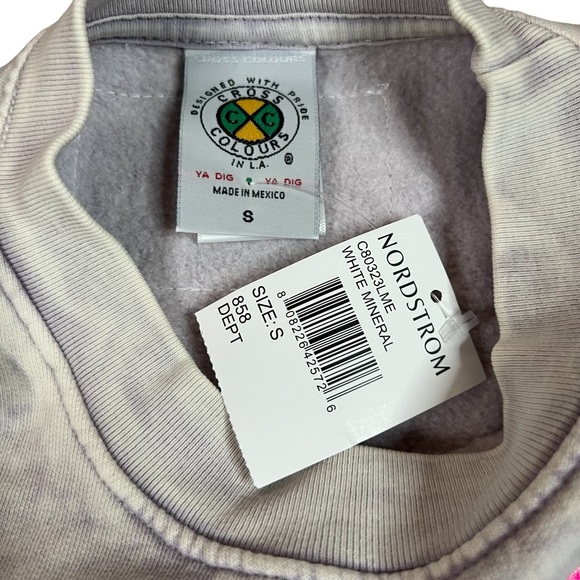 CROSS COLOURS
DESIGNED WITH PRIDE
CROSS
C C
COLOURS
IN L.A.
®
YA DIG YA DIG
MADE IN MEXICO
S
NORDSTROM
C80323LME
WHITE MINERAL
8 08226 42572 6
SIZE: S
858
DEPT